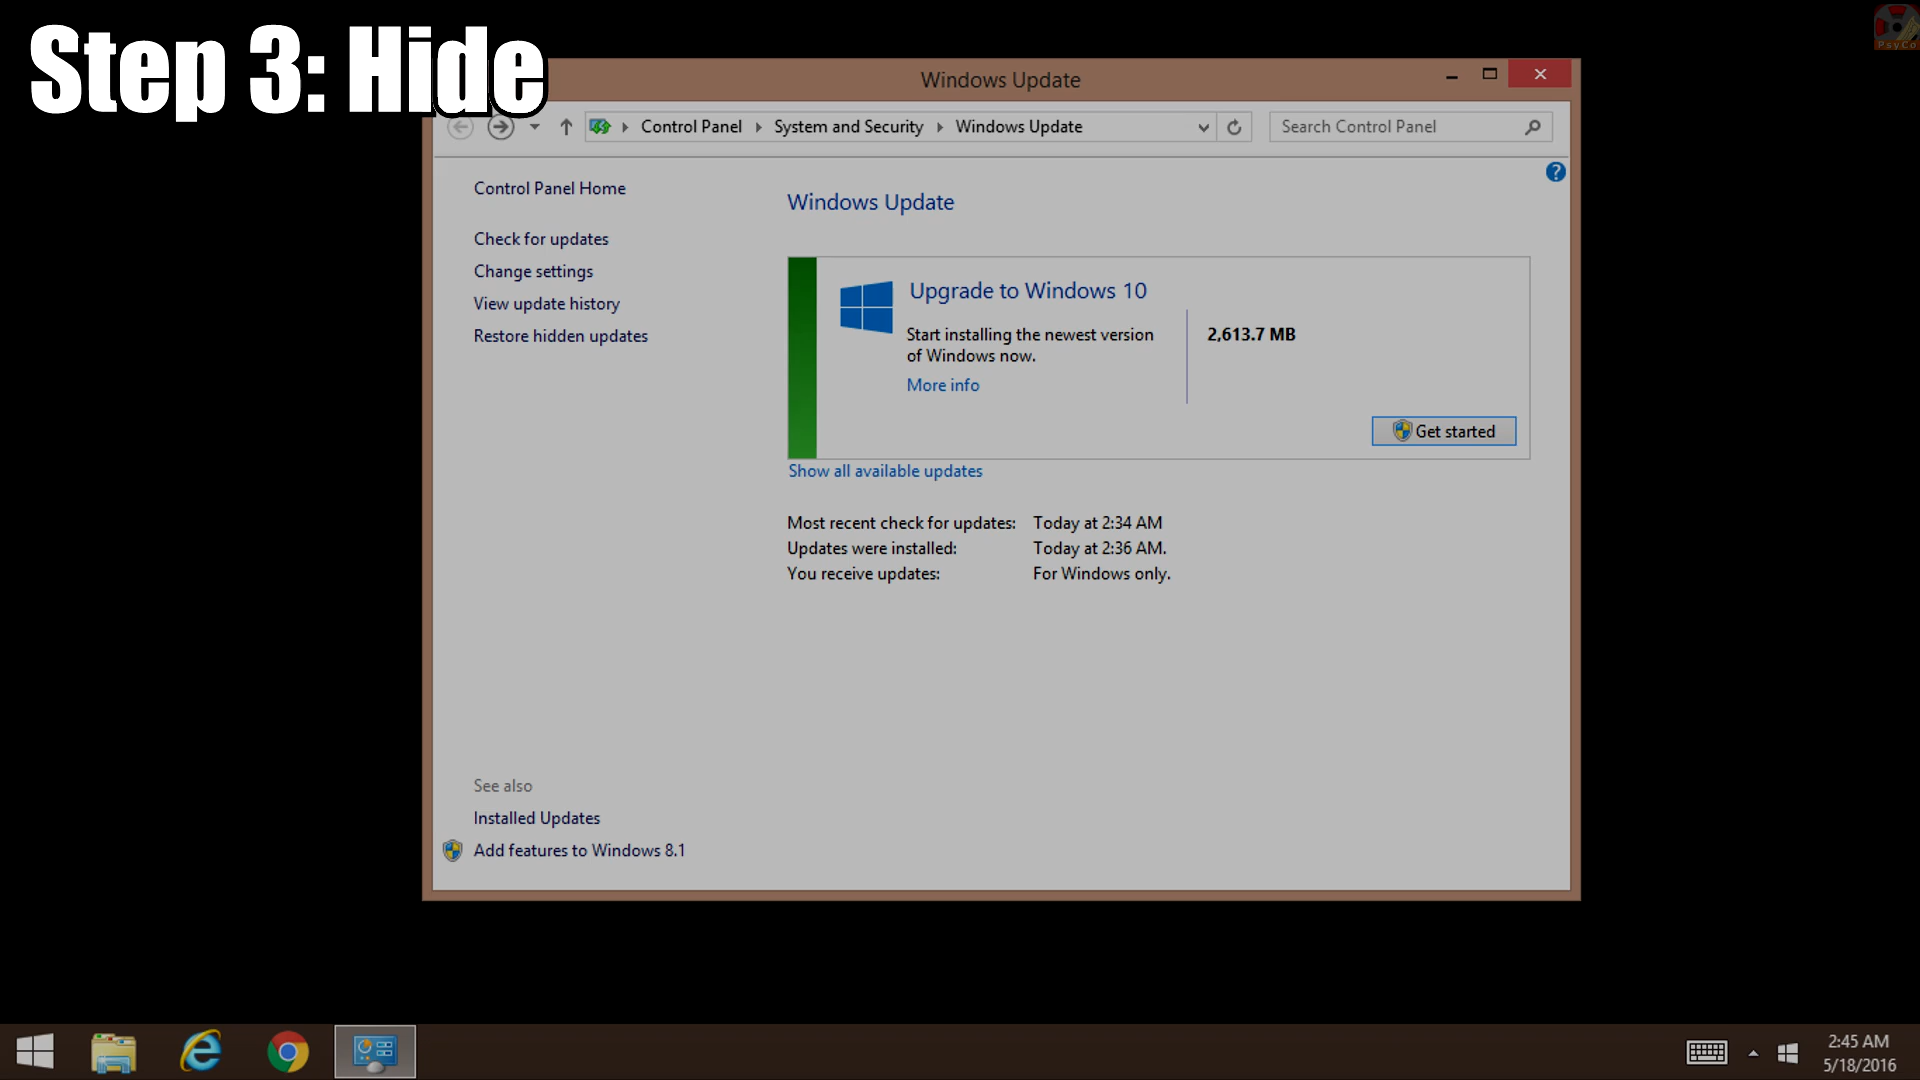 Step 3: Hide
PsyCo
Windows Update
Control Panel
System and Security
Windows Update
Search Control Panel
Control Panel Home
Check for updates
Change settings
View update history
Restore hidden updates
Windows Update
Upgrade to Windows 10
Start installing the newest version
of Windows now.
More info
2,613.7 MB
Get started
Show all available updates
Most recent check for updates: Today at 2:34 AM
Updates were installed: Today at 2:36 AM.
You receive updates: For Windows only.
See also
Installed Updates
Add features to Windows 8.1
2:45 AM
5/18/2016